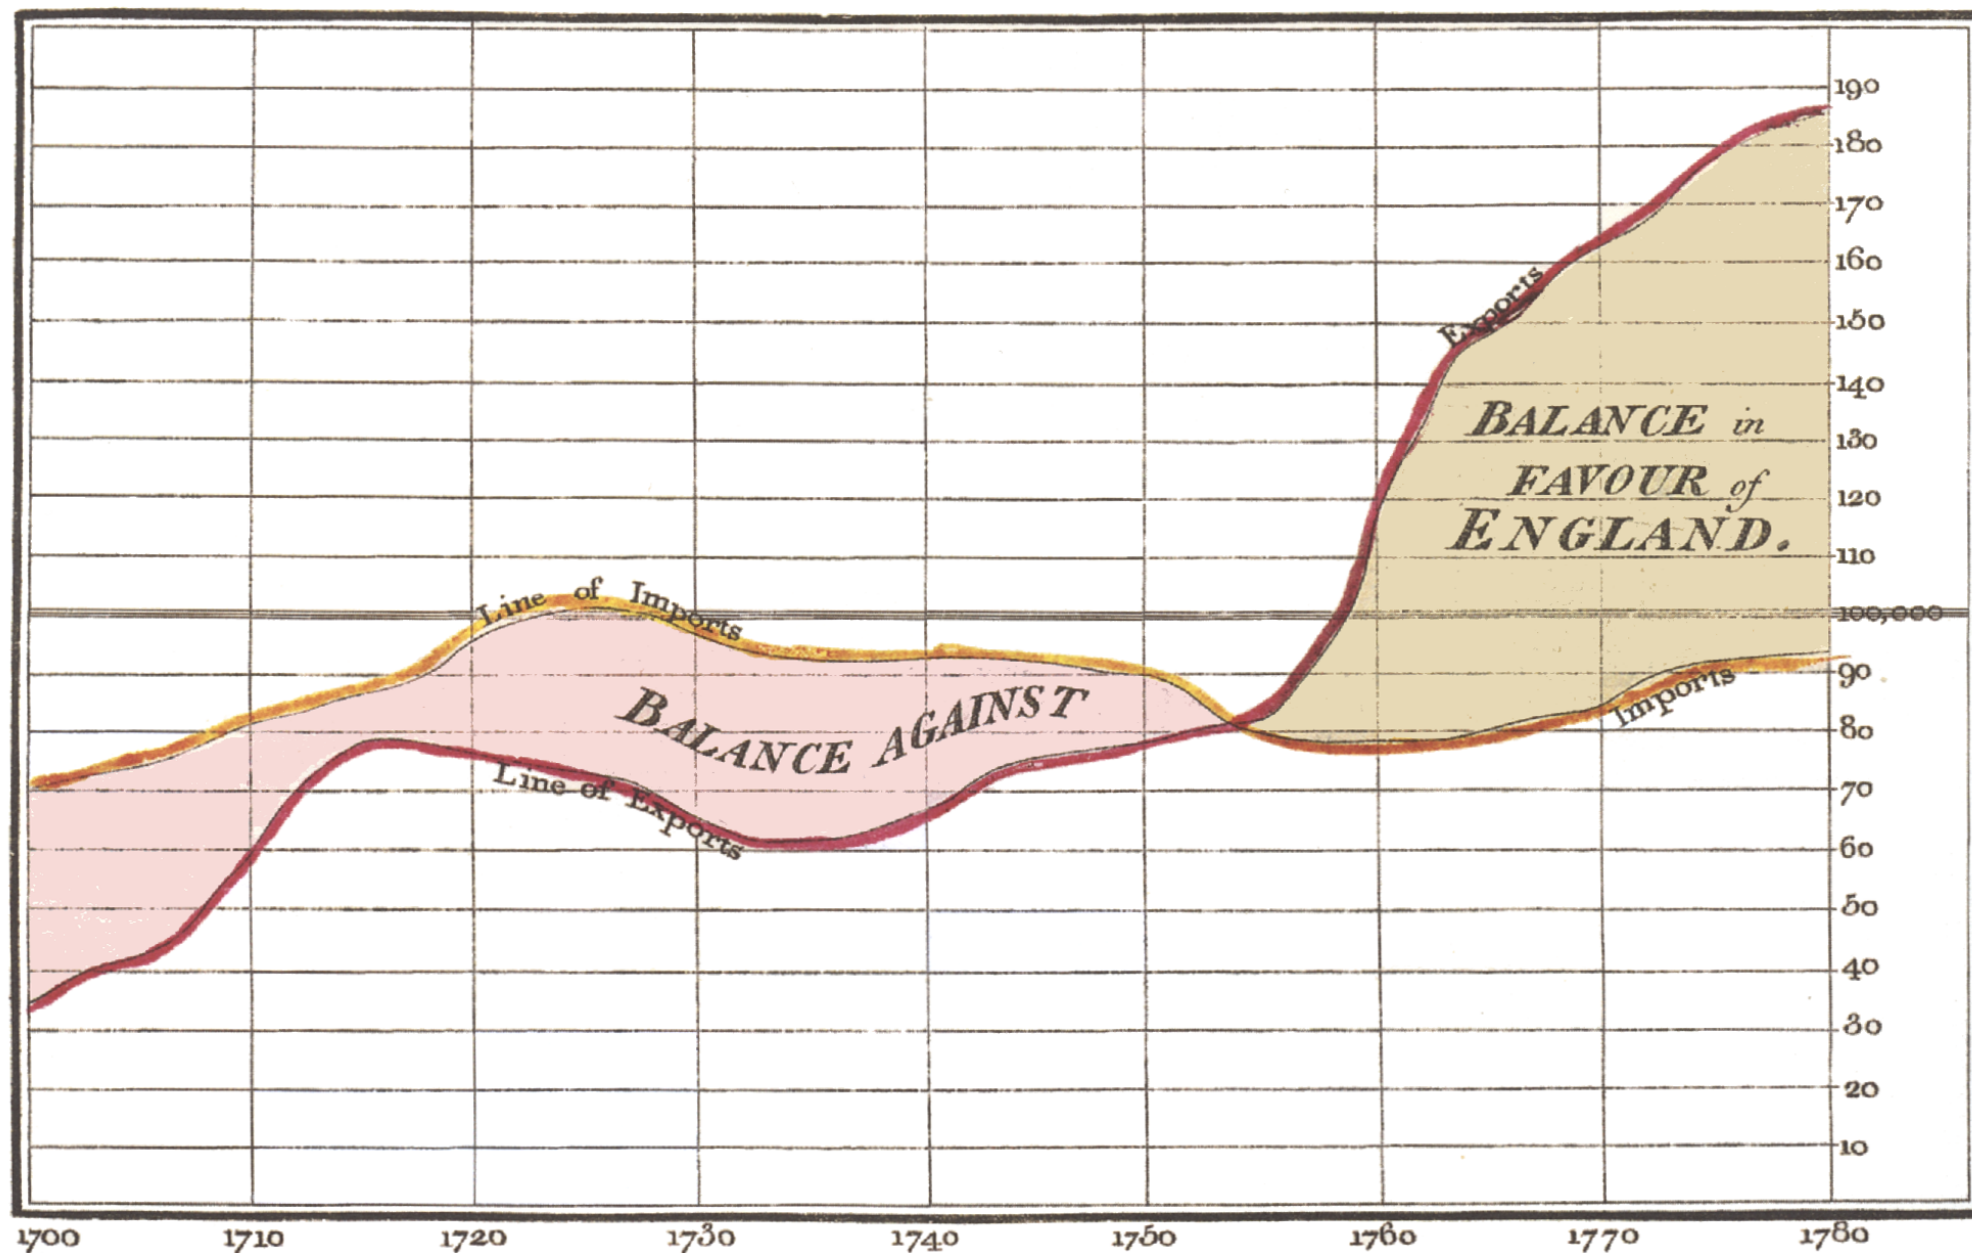 190
180
170
160
150
140
130
120
110
100,000
90
80
70
60
50
40
30
20
10
Exports
BALANCE in
FAVOUR of
ENGLAND.
Line of Imports
BALANCE AGAINST
Imports
Line of Exports
1700 1710 1720 1730 1740 1750 1760 1770 1780